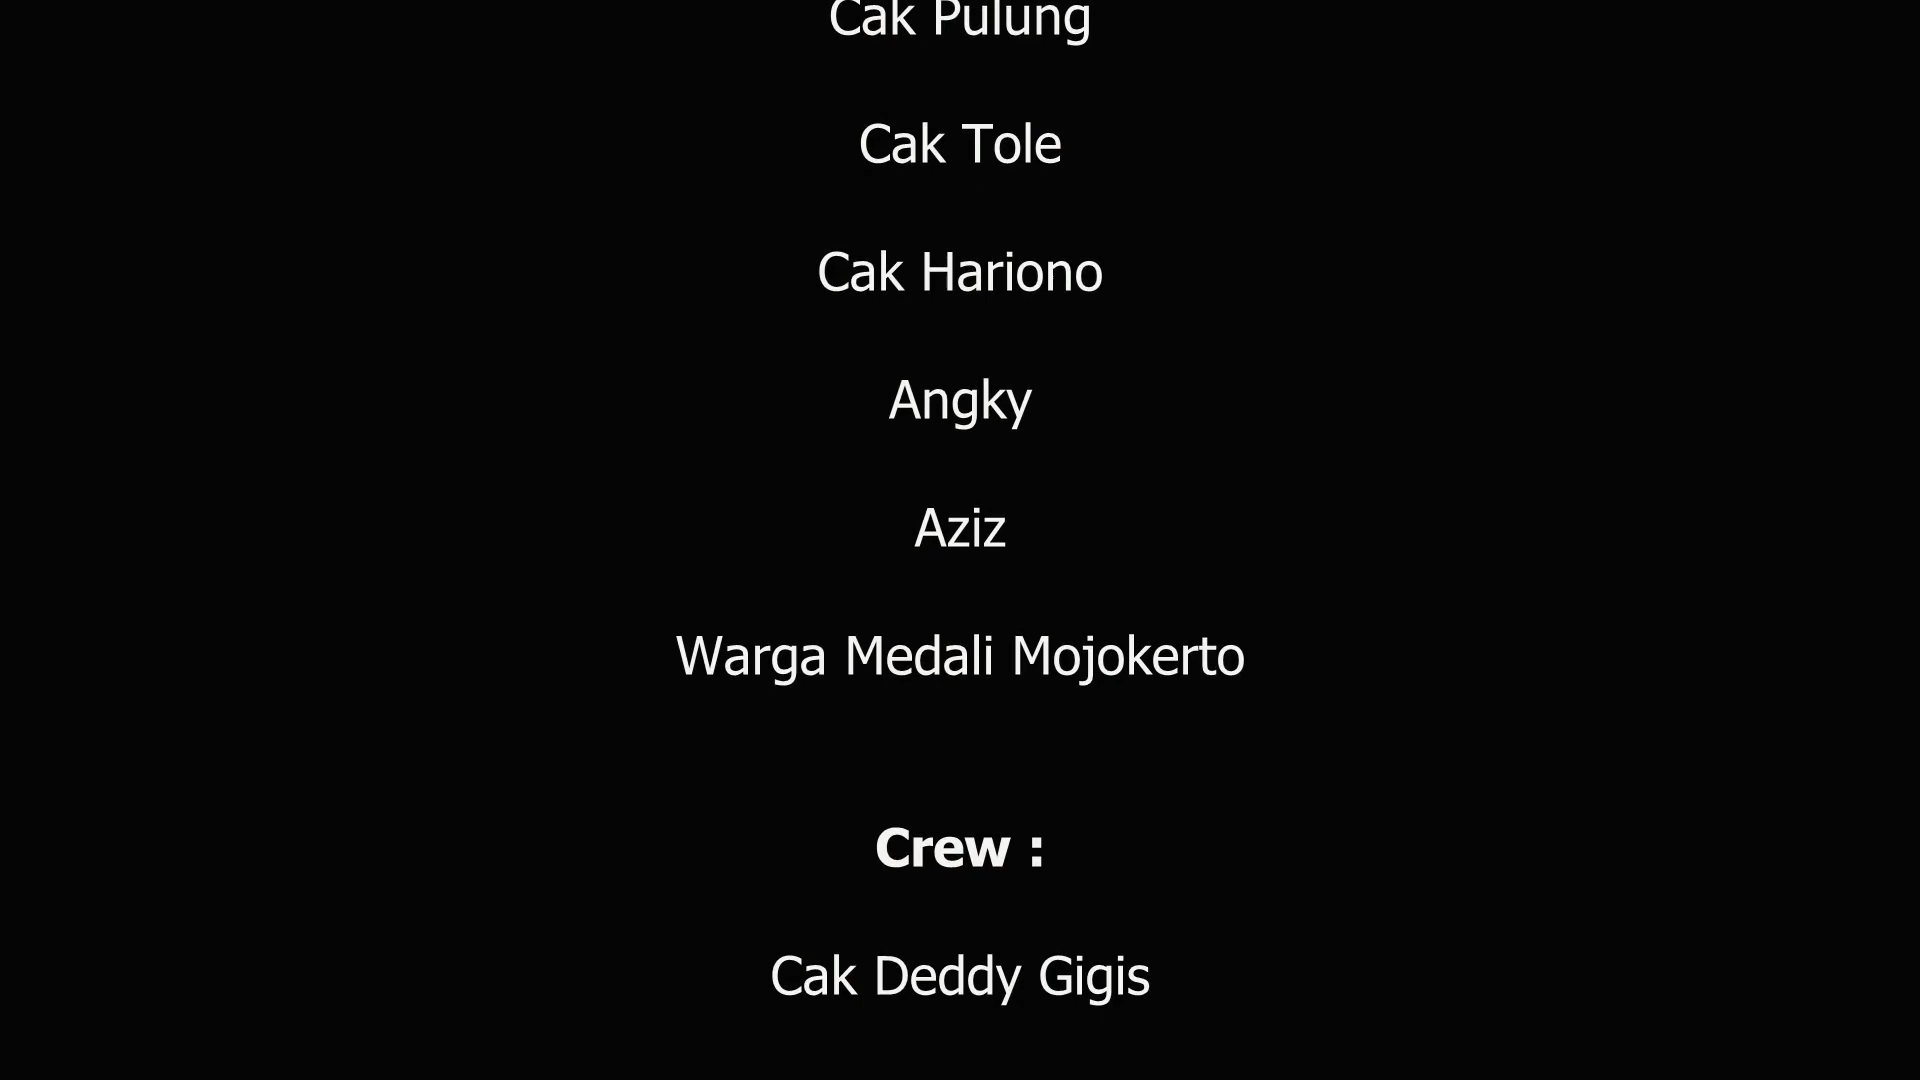 Cak Pulung
Cak Tole
Cak Hariono
Angky
Aziz
Warga Medali Mojokerto
Crew :
Cak Deddy Gigis